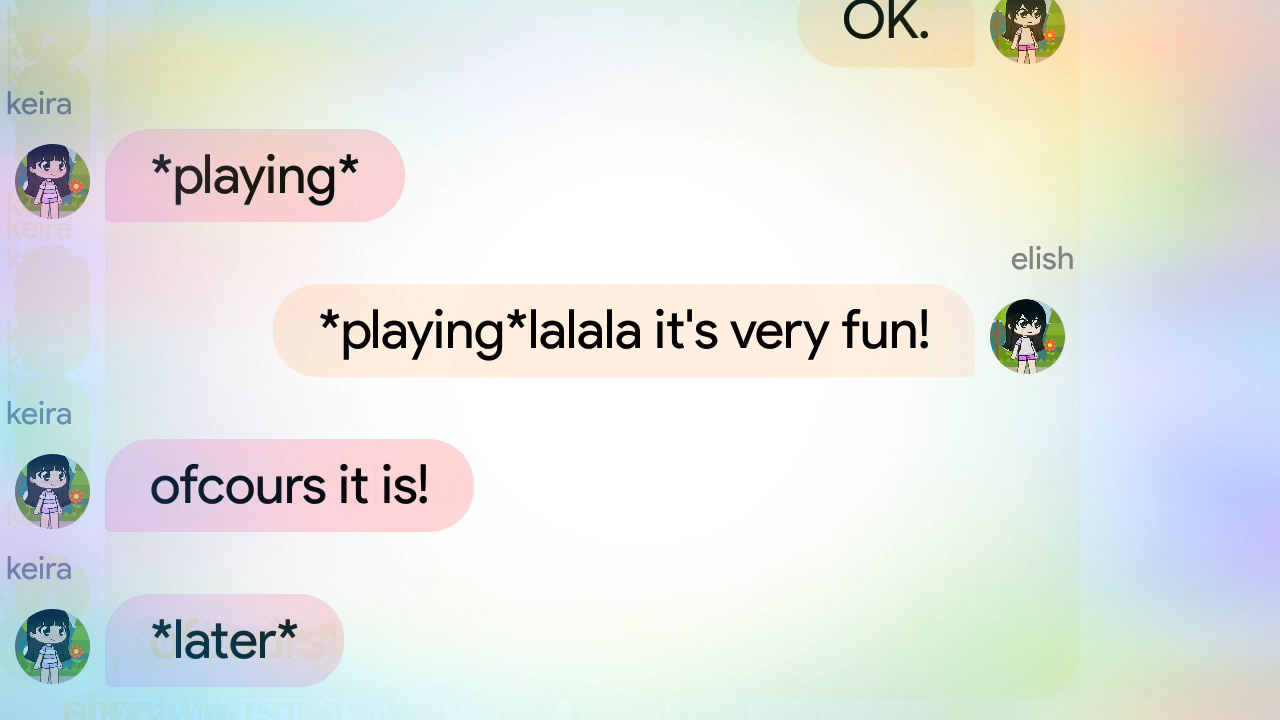 OK.
keira
*playing*
elish
*playing*lalala it's very fun!
keira
ofcours it is!
keira
*later*